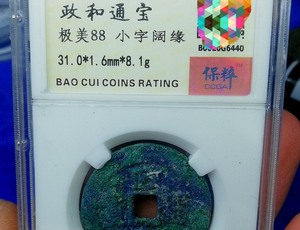 政和通宝
极美88 小字阔缘
31.0*1.6mm*8.1g
BAO CUI COINS RATING
保粹
CCGA